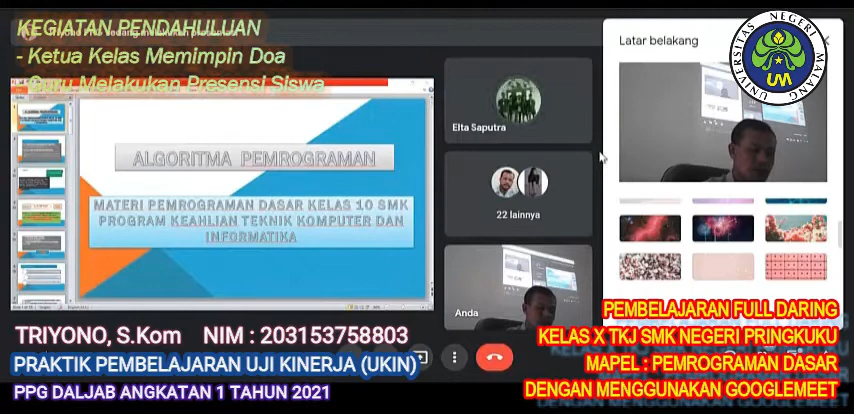 KEGIATAN PENDAHULUAN
- Ketua Kelas Memimpin Doa
- Guru Melakukan Presensi Siswa
Latar belakang
UNIVERSITAS NEGERI MALANG
UM
ALGORITMA PEMROGRAMAN
MATERI PEMROGRAMAN DASAR KELAS 10 SMK
PROGRAM KEAHLIAN TEKNIK KOMPUTER DAN
INFORMATIKA
Elta Saputra
22 lainnya
Anda
TRIYONO, S.Kom NIM : 203153758803
PRAKTIK PEMBELAJARAN UJI KINERJA (UKIN)
PPG DALJAB ANGKATAN 1 TAHUN 2021
PEMBELAJARAN FULL DARING
KELAS X TKJ SMK NEGERI PRINGKUKU
MAPEL : PEMROGRAMAN DASAR
DENGAN MENGGUNAKAN GOOGLEMEET